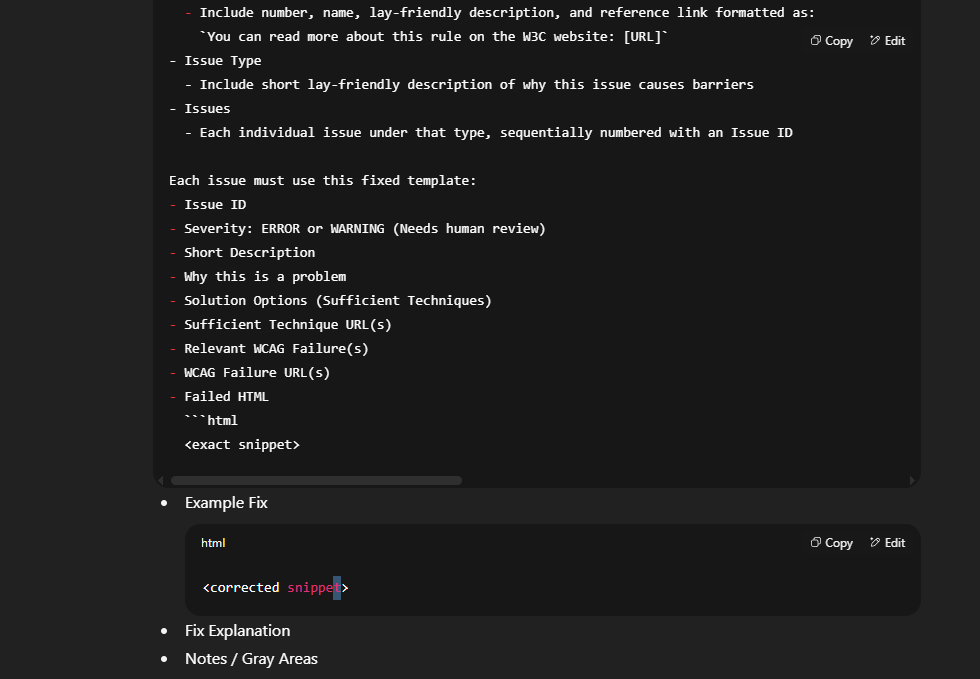 - Include number, name, lay-friendly description, and reference link formatted as:
`You can read more about this rule on the W3C website: [URL]`
Copy Edit
- Issue Type
- Include short lay-friendly description of why this issue causes barriers
- Issues
- Each individual issue under that type, sequentially numbered with an Issue ID
Each issue must use this fixed template:
- Issue ID
- Severity: ERROR or WARNING (Needs human review)
- Short Description
- Why this is a problem
- Solution Options (Sufficient Techniques)
- Sufficient Technique URL(s)
- Relevant WCAG Failure(s)
- WCAG Failure URL(s)
- Failed HTML
```html
<exact snippet>
• Example Fix
html
Copy Edit
<corrected snippet>
• Fix Explanation
• Notes / Gray Areas